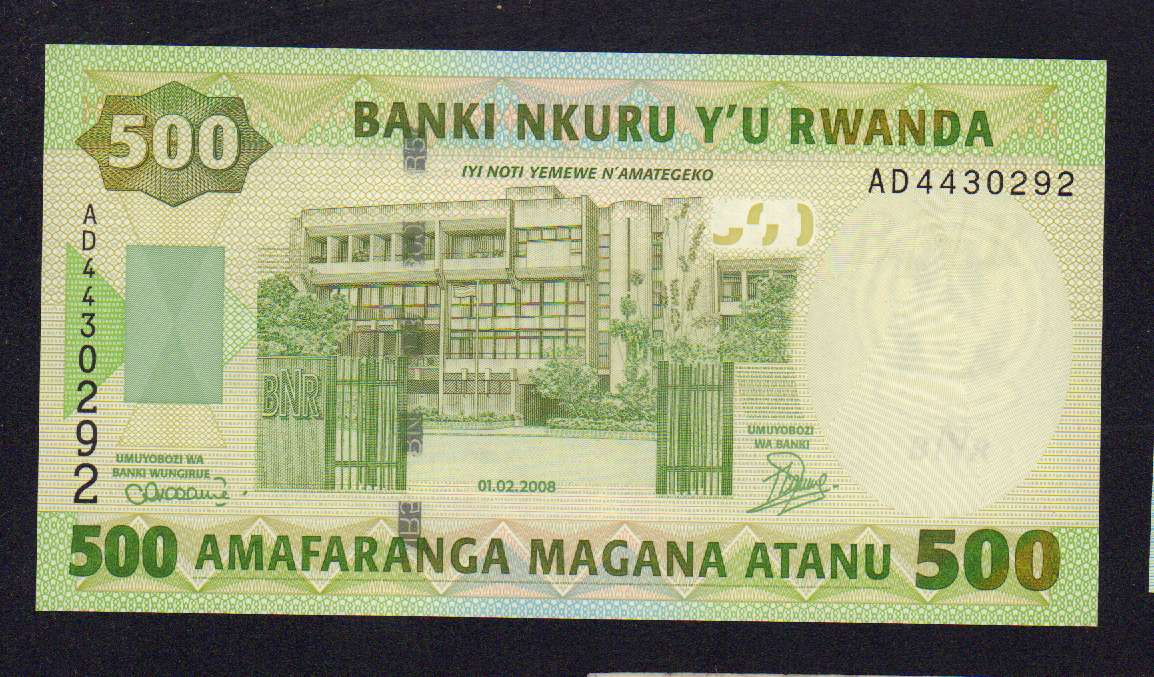 500
BANKI NKURU Y'U RWANDA
IYI NOTI YEMEWE N'AMATEGEKO
AD4430292
AD4430292
BNR
UMUYOBOZI WA
BANKI WUNGIRIJE
UMUYOBOZI
WA BANKI
01.02.2008
500 AMAFARANGA MAGANA ATANU 500